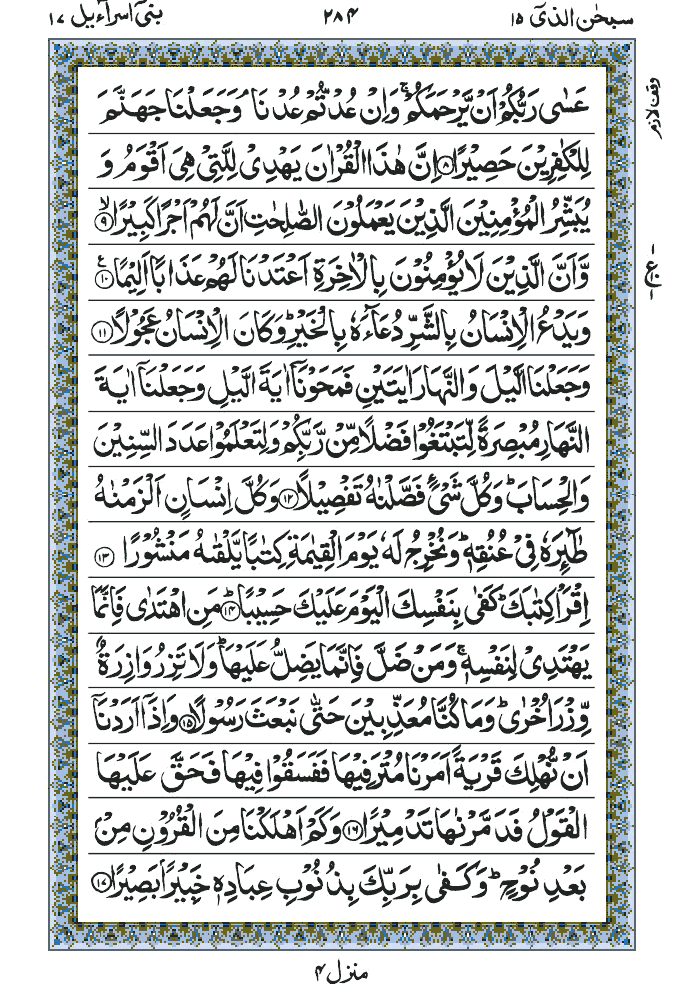 سبحٰن الذیٓ ۱۵
۲۸۴
بنیٓ اسرآءیل ۱۷
عَسٰى رَبُّكُمْ اَنْ یَّرْحَمَكُمْ ۚ وَاِنْ عُدْتُّمْ عُدْنَا ۘ وَجَعَلْنَا جَهَنَّمَ
لِلْكٰفِرِیْنَ حَصِیْرًا ﴿۸﴾ اِنَّ هٰذَا الْقُرْاٰنَ یَهْدِیْ لِلَّتِیْ هِیَ اَقْوَمُ وَ
یُبَشِّرُ الْمُؤْمِنِیْنَ الَّذِیْنَ یَعْمَلُوْنَ الصّٰلِحٰتِ اَنَّ لَهُمْ اَجْرًا كَبِیْرًا ۙ﴿۹﴾
وَّاَنَّ الَّذِیْنَ لَا یُؤْمِنُوْنَ بِالْاٰخِرَةِ اَعْتَدْنَا لَهُمْ عَذَابًا اَلِیْمًا ﴿۱۰﴾ ع
وَیَدْعُ الْاِنْسَانُ بِالشَّرِّ دُعَآءَهٗ بِالْخَیْرِ ؕ وَكَانَ الْاِنْسَانُ عَجُوْلًا ﴿۱۱﴾
وَجَعَلْنَا الَّیْلَ وَالنَّهَارَ اٰیَتَیْنِ فَمَحَوْنَاۤ اٰیَةَ الَّیْلِ وَجَعَلْنَاۤ اٰیَةَ
النَّهَارِ مُبْصِرَةً لِّتَبْتَغُوْا فَضْلًا مِّنْ رَّبِّكُمْ وَلِتَعْلَمُوْا عَدَدَ السِّنِیْنَ
وَالْحِسَابَ ؕ وَكُلَّ شَیْءٍ فَصَّلْنٰهُ تَفْصِیْلًا ﴿۱۲﴾ وَكُلَّ اِنْسَانٍ اَلْزَمْنٰهُ
طٰٓئِرَهٗ فِیْ عُنُقِهٖ ؕ وَنُخْرِجُ لَهٗ یَوْمَ الْقِیٰمَةِ كِتٰبًا یَّلْقٰىهُ مَنْشُوْرًا ﴿۱۳﴾
اِقْرَاْ كِتٰبَكَ ؕ كَفٰى بِنَفْسِكَ الْیَوْمَ عَلَیْكَ حَسِیْبًا ؕ﴿۱۴﴾ مَنِ اهْتَدٰى فَاِنَّمَا
یَهْتَدِیْ لِنَفْسِهٖ ۚ وَمَنْ ضَلَّ فَاِنَّمَا یَضِلُّ عَلَیْهَا ؕ وَلَا تَزِرُ وَازِرَةٌ
وِّزْرَ اُخْرٰى ؕ وَمَا كُنَّا مُعَذِّبِیْنَ حَتّٰى نَبْعَثَ رَسُوْلًا ﴿۱۵﴾ وَاِذَاۤ اَرَدْنَاۤ
اَنْ نُّهْلِكَ قَرْیَةً اَمَرْنَا مُتْرَفِیْهَا فَفَسَقُوْا فِیْهَا فَحَقَّ عَلَیْهَا
الْقَوْلُ فَدَمَّرْنٰهَا تَدْمِیْرًا ﴿۱۶﴾ وَكَمْ اَهْلَكْنَا مِنَ الْقُرُوْنِ مِنْۢ
بَعْدِ نُوْحٍ ؕ وَكَفٰى بِرَبِّكَ بِذُنُوْبِ عِبَادِهٖ خَبِیْرًۢا بَصِیْرًا ﴿۱۷﴾
وقف لازم
منزل ۴